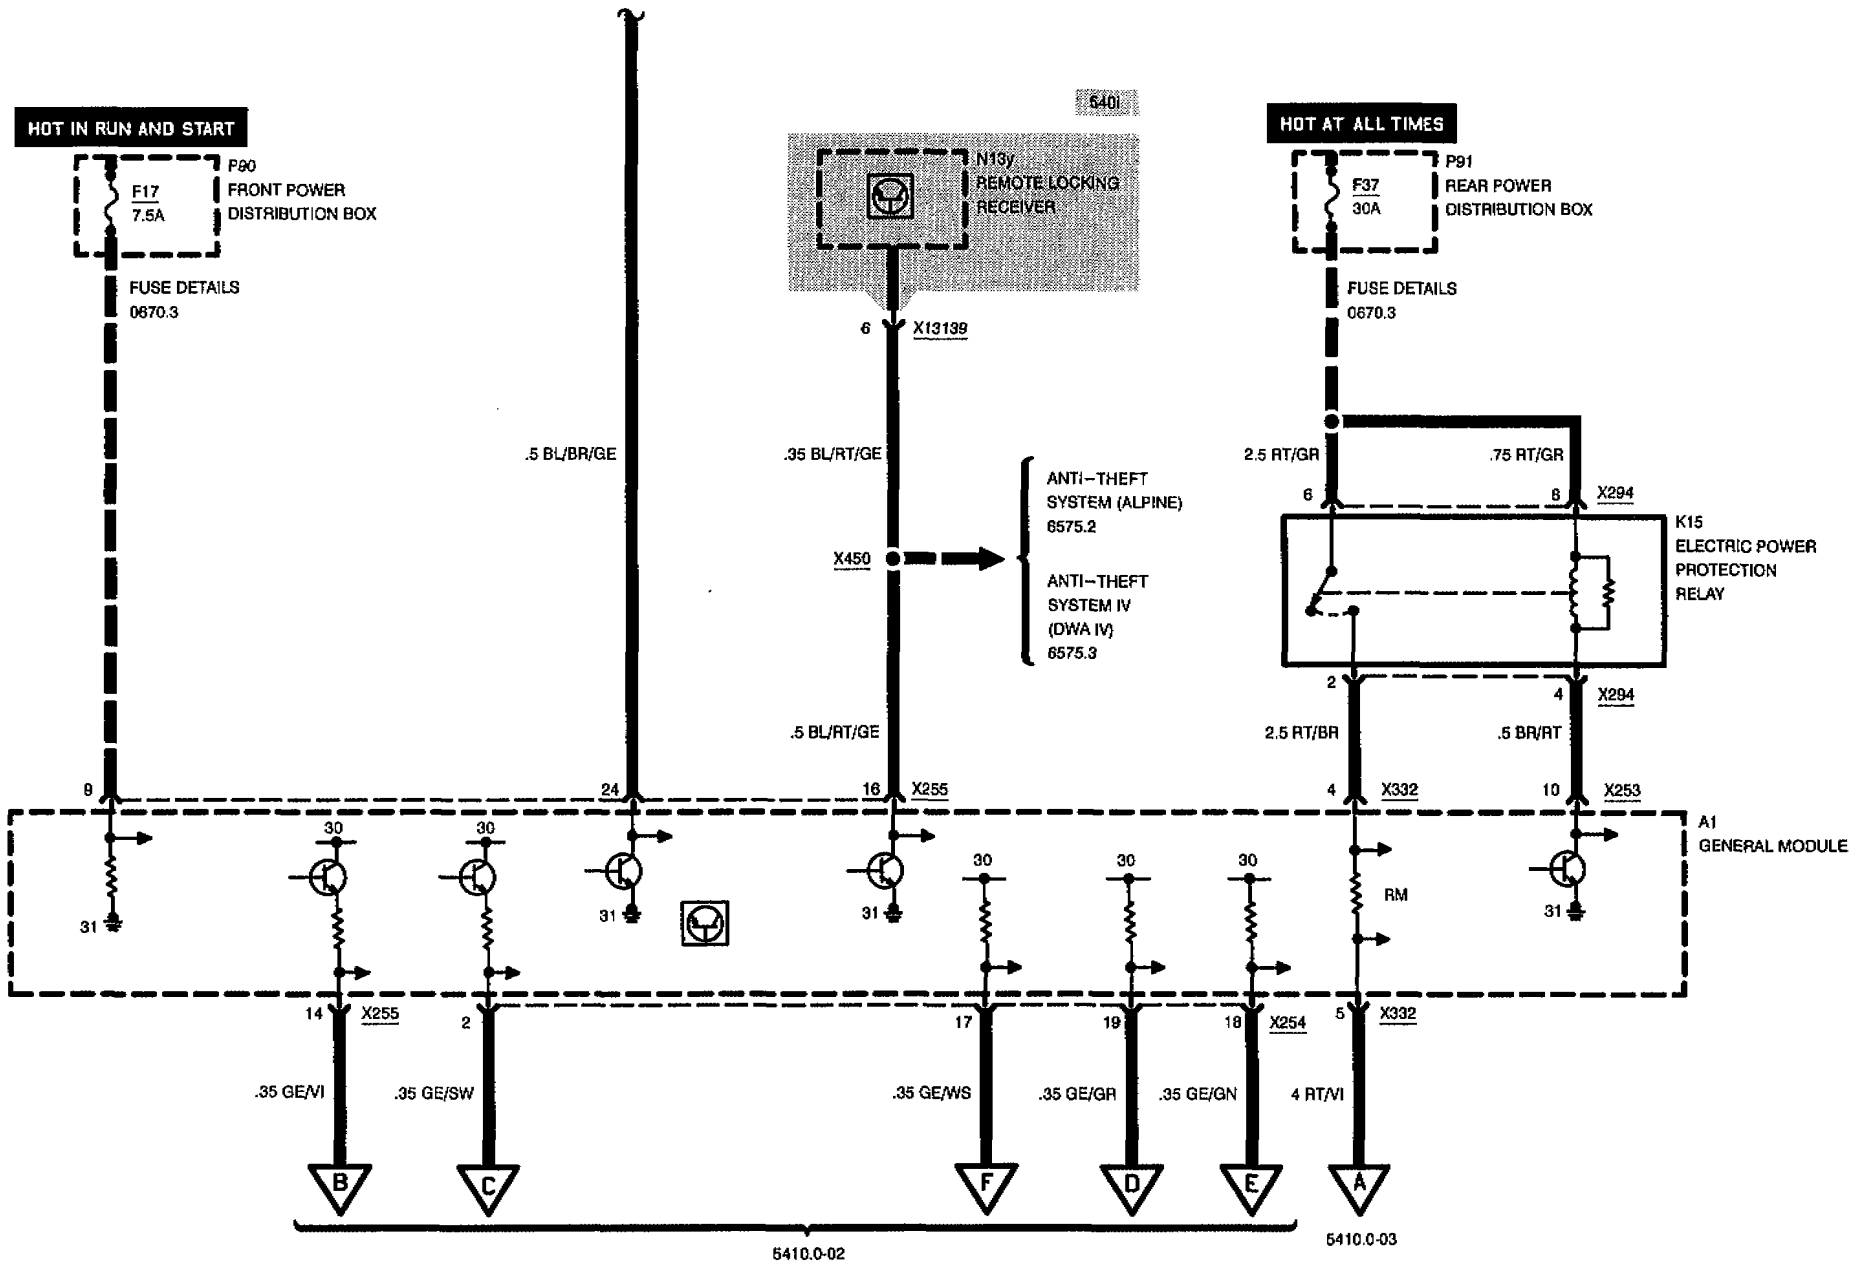 540i
HOT IN RUN AND START
HOT AT ALL TIMES
P90
FRONT POWER
DISTRIBUTION BOX
F17
7.5A
FUSE DETAILS
0670.3
N13y
REMOTE LOCKING
RECEIVER
6
X13139
P91
REAR POWER
DISTRIBUTION BOX
F37
30A
FUSE DETAILS
0670.3
.5 BL/BR/GE
.35 BL/RT/GE
2.5 RT/GR
.75 RT/GR
ANTI-THEFT
SYSTEM (ALPINE)
6575.2
X450
ANTI-THEFT
SYSTEM IV
(DWA IV)
6575.3
6
8
X294
K15
ELECTRIC POWER
PROTECTION
RELAY
2
4
X294
.5 BL/RT/GE
2.5 RT/BR
.5 BR/RT
9
24
16
X255
4
X332
10
X253
A1
GENERAL MODULE
30
30
30
30
30
31
31
31
31
RM
14
X255
2
17
19
18
X254
5
X332
.35 GE/VI
.35 GE/SW
.35 GE/WS
.35 GE/GR
.35 GE/GN
4 RT/VI
B
C
F
D
E
A
5410.0-02
5410.0-03